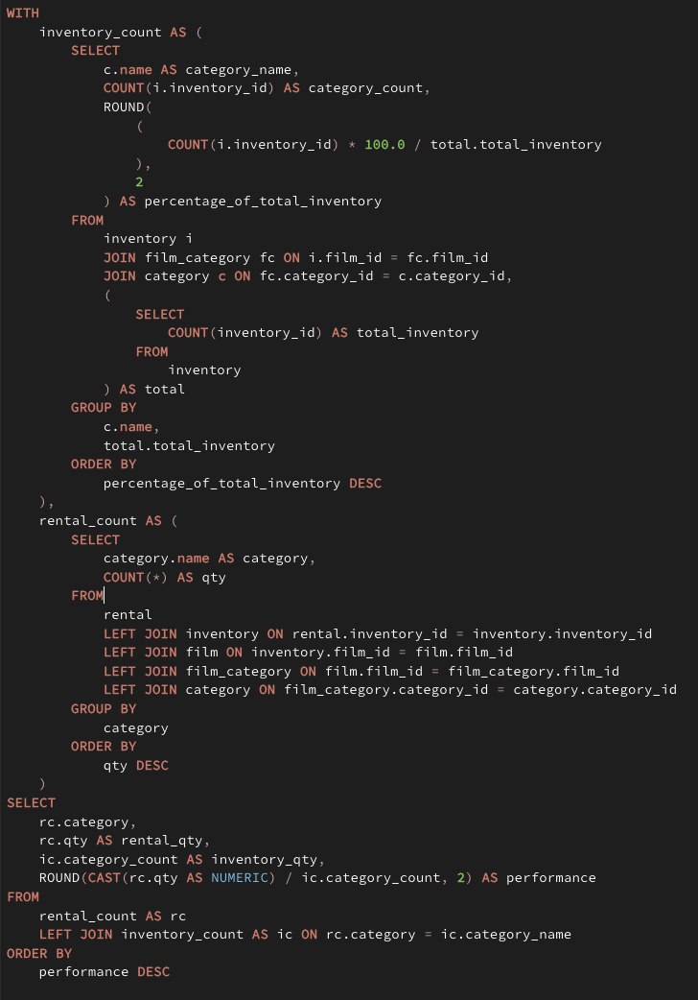 WITH
    inventory_count AS (
        SELECT
            c.name AS category_name,
            COUNT(i.inventory_id) AS category_count,
            ROUND(
                (
                    COUNT(i.inventory_id) * 100.0 / total.total_inventory
                ),
                2
            ) AS percentage_of_total_inventory
        FROM
            inventory i
            JOIN film_category fc ON i.film_id = fc.film_id
            JOIN category c ON fc.category_id = c.category_id,
            (
                SELECT
                    COUNT(inventory_id) AS total_inventory
                FROM
                    inventory
            ) AS total
        GROUP BY
            c.name,
            total.total_inventory
        ORDER BY
            percentage_of_total_inventory DESC
    ),
    rental_count AS (
        SELECT
            category.name AS category,
            COUNT(*) AS qty
        FROM
            rental
            LEFT JOIN inventory ON rental.inventory_id = inventory.inventory_id
            LEFT JOIN film ON inventory.film_id = film.film_id
            LEFT JOIN film_category ON film.film_id = film_category.film_id
            LEFT JOIN category ON film_category.category_id = category.category_id
        GROUP BY
            category
        ORDER BY
            qty DESC
    )
SELECT
    rc.category,
    rc.qty AS rental_qty,
    ic.category_count AS inventory_qty,
    ROUND(CAST(rc.qty AS NUMERIC) / ic.category_count, 2) AS performance
FROM
    rental_count AS rc
    LEFT JOIN inventory_count AS ic ON rc.category = ic.category_name
ORDER BY
    performance DESC